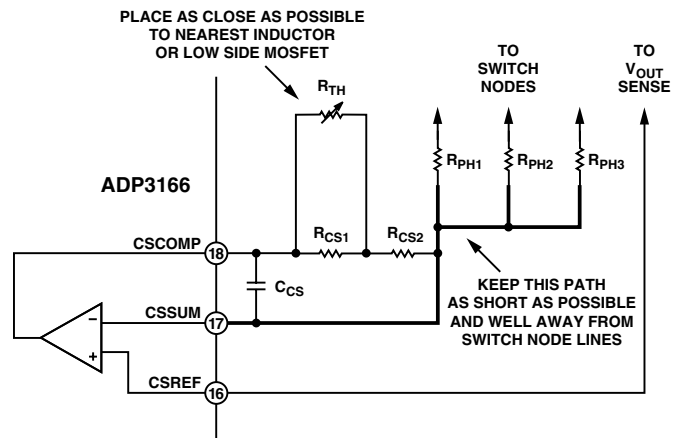 PLACE AS CLOSE AS POSSIBLE
TO NEAREST INDUCTOR
OR LOW SIDE MOSFET
TO
SWITCH
NODES
TO
VOUT
SENSE
RTH
RPH1
RPH2
RPH3
ADP3166
RCS1
RCS2
CSCOMP
18
CCS
KEEP THIS PATH
AS SHORT AS POSSIBLE
AND WELL AWAY FROM
SWITCH NODE LINES
CSSUM
17
–
+
CSREF
16